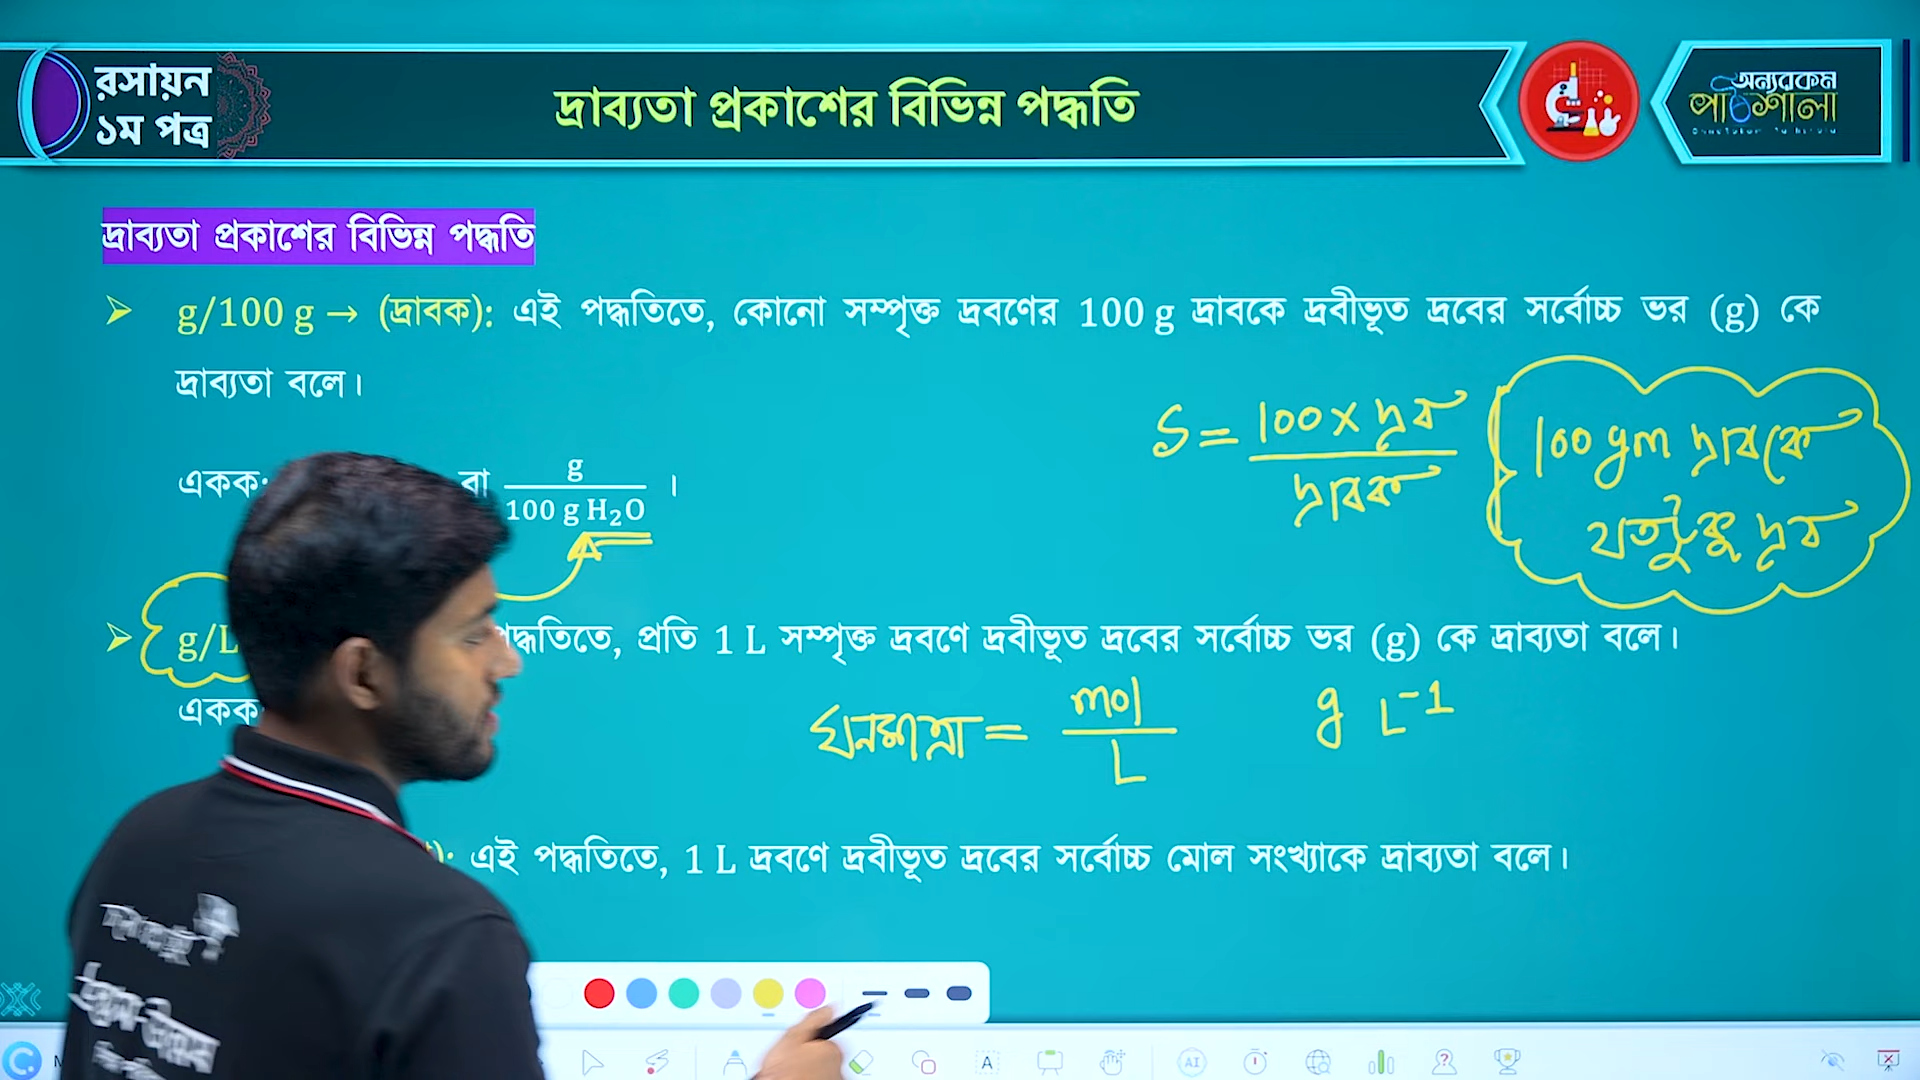 রসায়ন
১ম পত্র
দ্রাব্যতা প্রকাশের বিভিন্ন পদ্ধতি
অন্যরকম
পাঠশালা
দ্রাব্যতা প্রকাশের বিভিন্ন পদ্ধতি
g/100 g → (দ্রাবক): এই পদ্ধতিতে, কোনো সম্পৃক্ত দ্রবণের 100 g দ্রাবকে দ্রবীভূত দ্রবের সর্বোচ্চ ভর (g) কে
দ্রাব্যতা বলে।
S = 100 × দ্রব / দ্রাবক
100 gm দ্রাবকে
যতটুকু দ্রব
একক: বা g / 100 g H₂O ।
g/L পদ্ধতিতে, প্রতি 1 L সম্পৃক্ত দ্রবণে দ্রবীভূত দ্রবের সর্বোচ্চ ভর (g) কে দ্রাব্যতা বলে।
একক
ঘনমাত্রা = mol / L
g L⁻¹
): এই পদ্ধতিতে, 1 L দ্রবণে দ্রবীভূত দ্রবের সর্বোচ্চ মোল সংখ্যাকে দ্রাব্যতা বলে।
A
AI